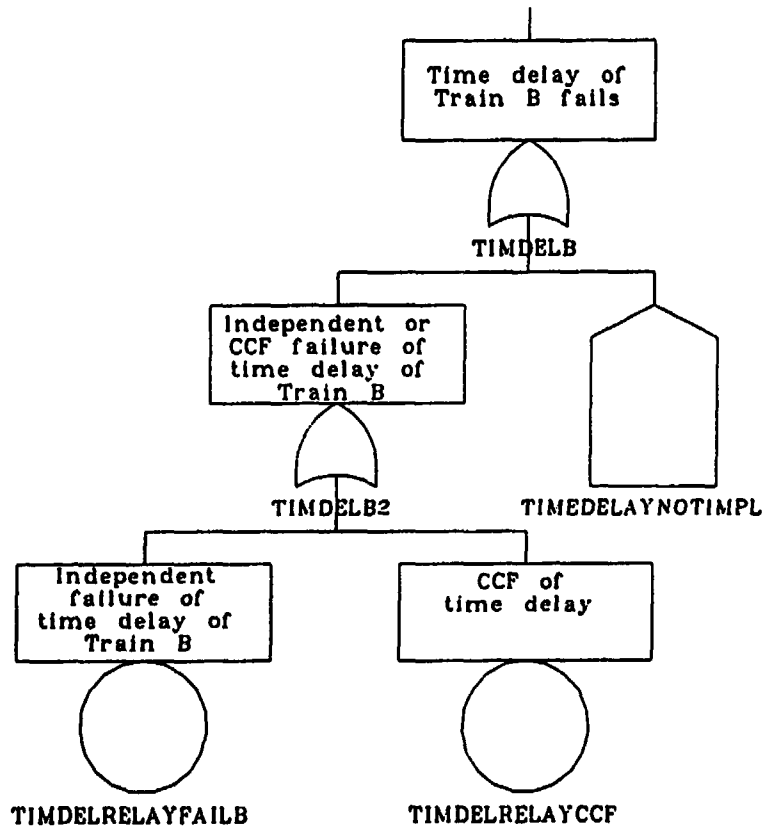 Time delay of
Train B fails
TIMDELB
Independent or
CCF failure of
time delay of
Train B
TIMDELB2
TIMEDELAYNOTIMPL
Independent
failure of
time delay of
Train B
CCF of
time delay
TIMDELRELAYFAILB
TIMDELRELAYCCF